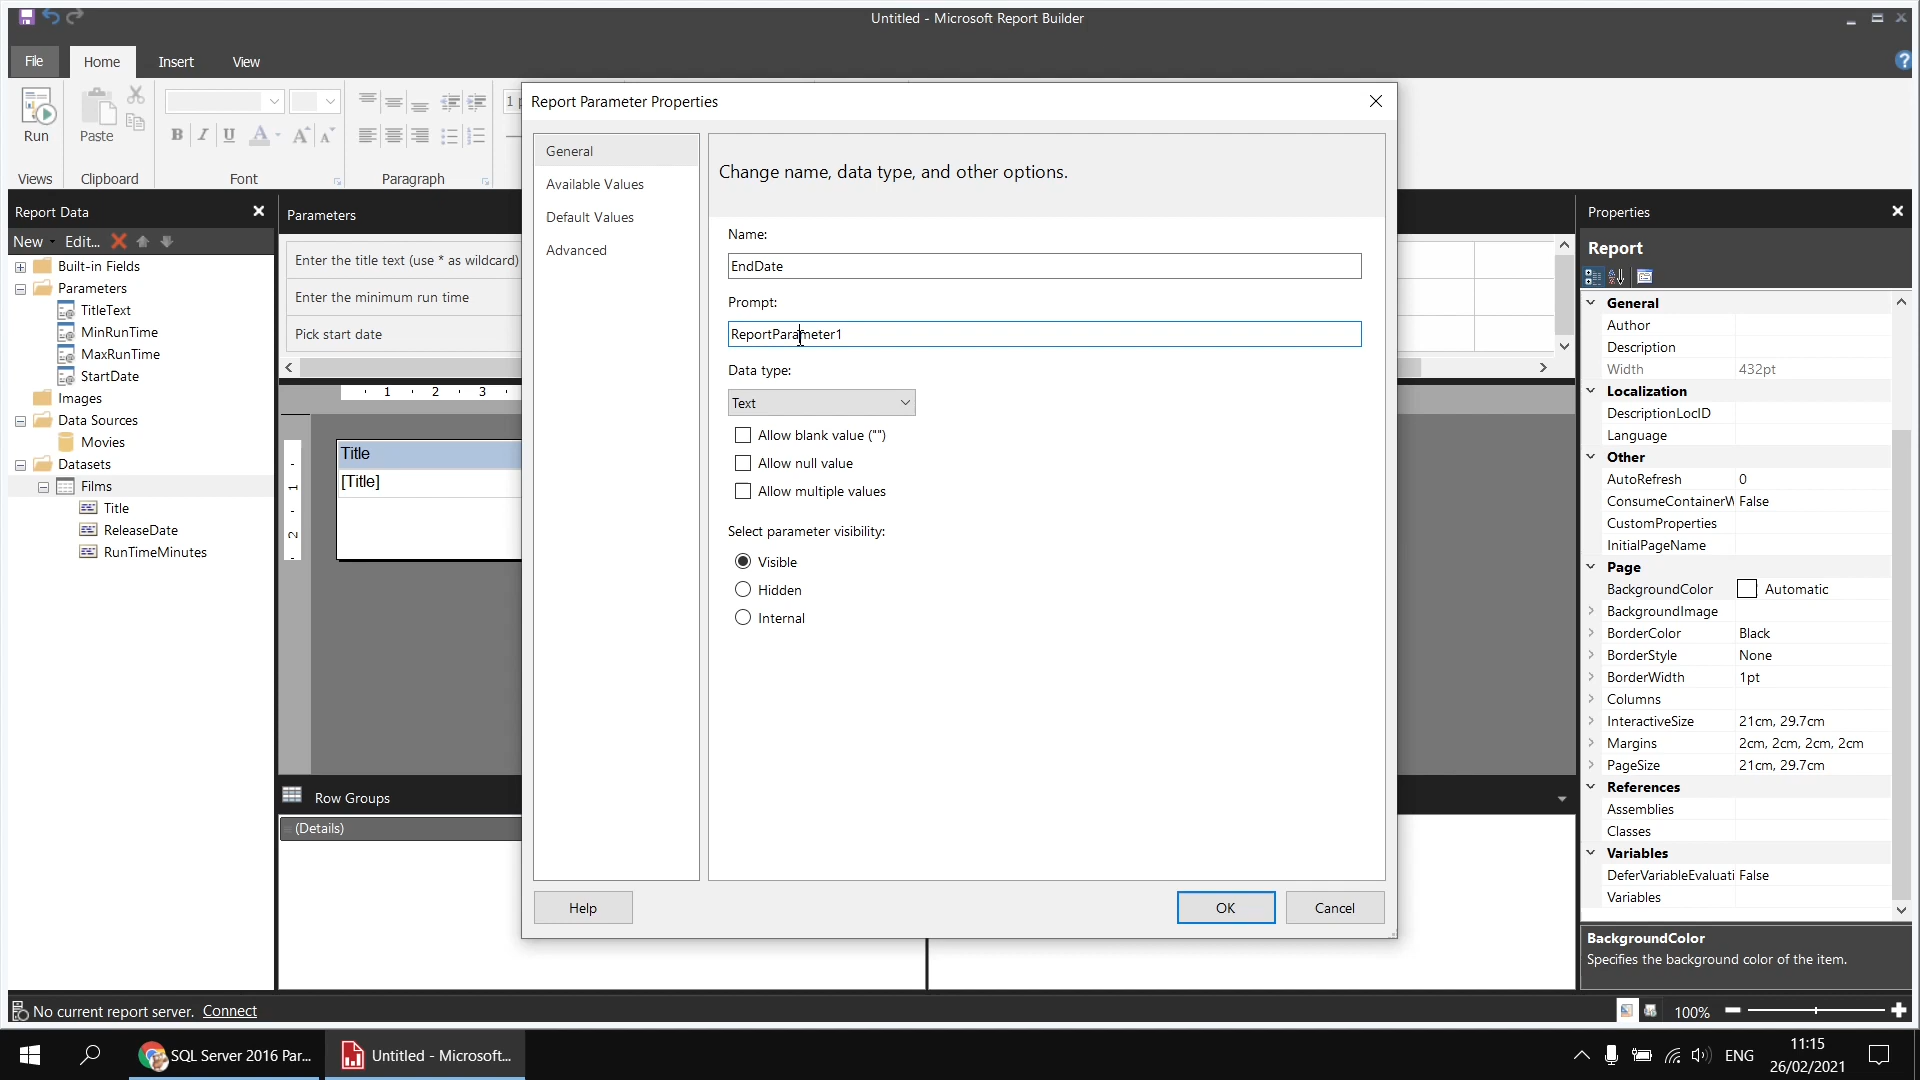 Untitled - Microsoft Report Builder
File
Home
Insert
View
?
Run
Paste
B I U A A A
1 p
Views
Clipboard
Font
Paragraph
Report Data
New Edit...
Built-in Fields
Parameters
TitleText
MinRunTime
MaxRunTime
StartDate
Images
Data Sources
Movies
Datasets
Films
Title
ReleaseDate
RunTimeMinutes
Parameters
Enter the title text (use * as wildcard)
Enter the minimum run time
Pick start date
1 2 3
1
2
Title
[Title]
Row Groups
(Details)
Report Parameter Properties
General
Available Values
Default Values
Advanced
Change name, data type, and other options.
Name:
EndDate
Prompt:
ReportParameter1
Data type:
Text
Allow blank value ("")
Allow null value
Allow multiple values
Select parameter visibility:
Visible
Hidden
Internal
Help
OK
Cancel
Properties
Report
General
Author
Description
Width 432pt
Localization
DescriptionLocID
Language
Other
AutoRefresh 0
ConsumeContainerW False
CustomProperties
InitialPageName
Page
BackgroundColor Automatic
BackgroundImage
BorderColor Black
BorderStyle None
BorderWidth 1pt
Columns
InteractiveSize 21cm, 29.7cm
Margins 2cm, 2cm, 2cm, 2cm
PageSize 21cm, 29.7cm
References
Assemblies
Classes
Variables
DeferVariableEvaluati False
Variables
BackgroundColor
Specifies the background color of the item.
No current report server. Connect
100%
SQL Server 2016 Par...
Untitled - Microsoft...
ENG
11:15
26/02/2021